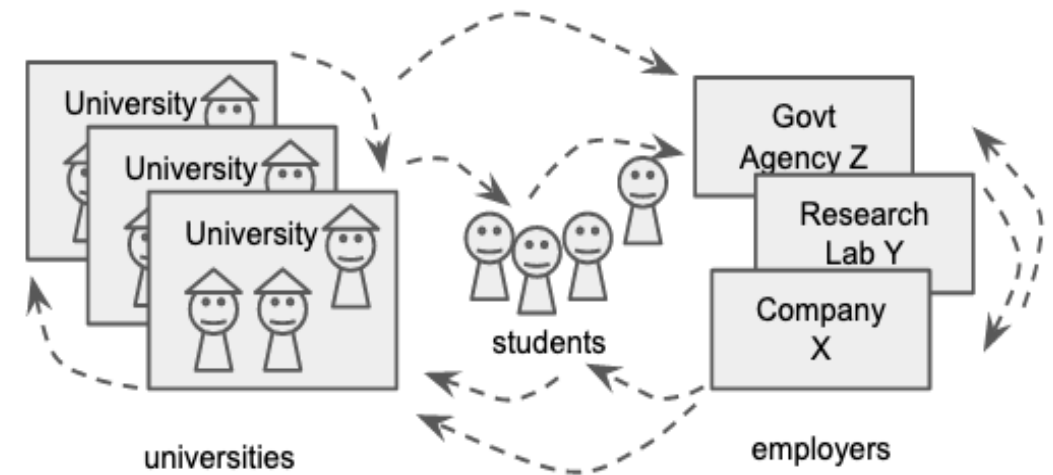 University
University
University
students
Govt
Agency Z
Research
Lab Y
Company
X
universities
employers